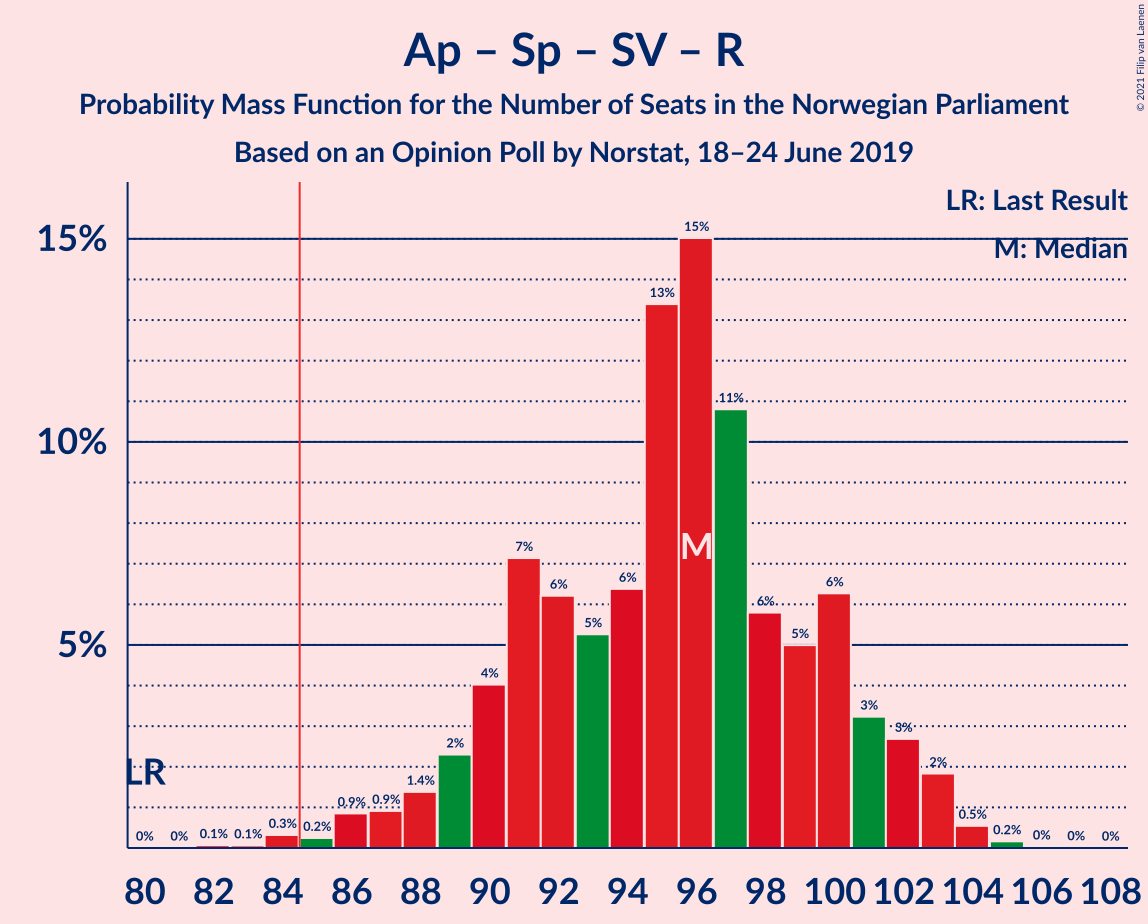 Ap – Sp – SV – R
Probability Mass Function for the Number of Seats in the Norwegian Parliament
Based on an Opinion Poll by Norstat, 18–24 June 2019
© 2021 Filip van Laenen
LR: Last Result
M: Median
15%
10%
5%
LR
M
0% 0% 0.1% 0.1% 0.3% 0.2% 0.9% 0.9% 1.4% 2% 4% 7% 6% 5% 6% 13% 15% 11% 6% 5% 6% 3% 3% 2% 0.5% 0.2% 0% 0% 0%
80 82 84 86 88 90 92 94 96 98 100 102 104 106 108